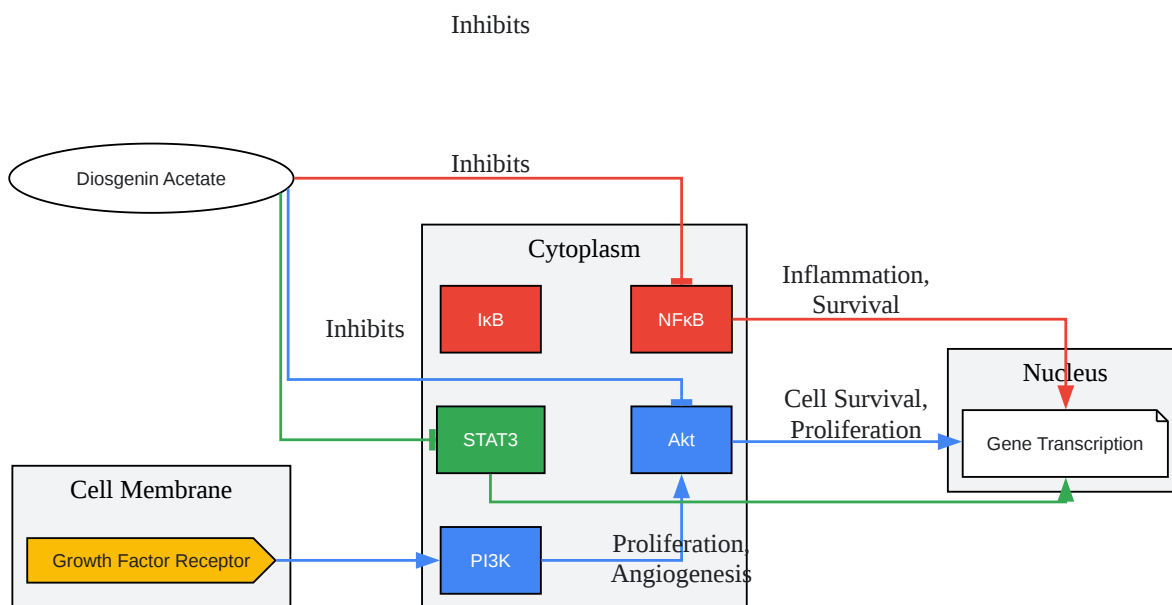 Inhibits
Diosgenin Acetate
Inhibits
Cytoplasm
IκB
NFκB
Inflammation,
Survival
Inhibits
Nucleus
STAT3
Akt
Cell Survival,
Proliferation
Gene Transcription
Cell Membrane
Growth Factor Receptor
PI3K
Proliferation,
Angiogenesis